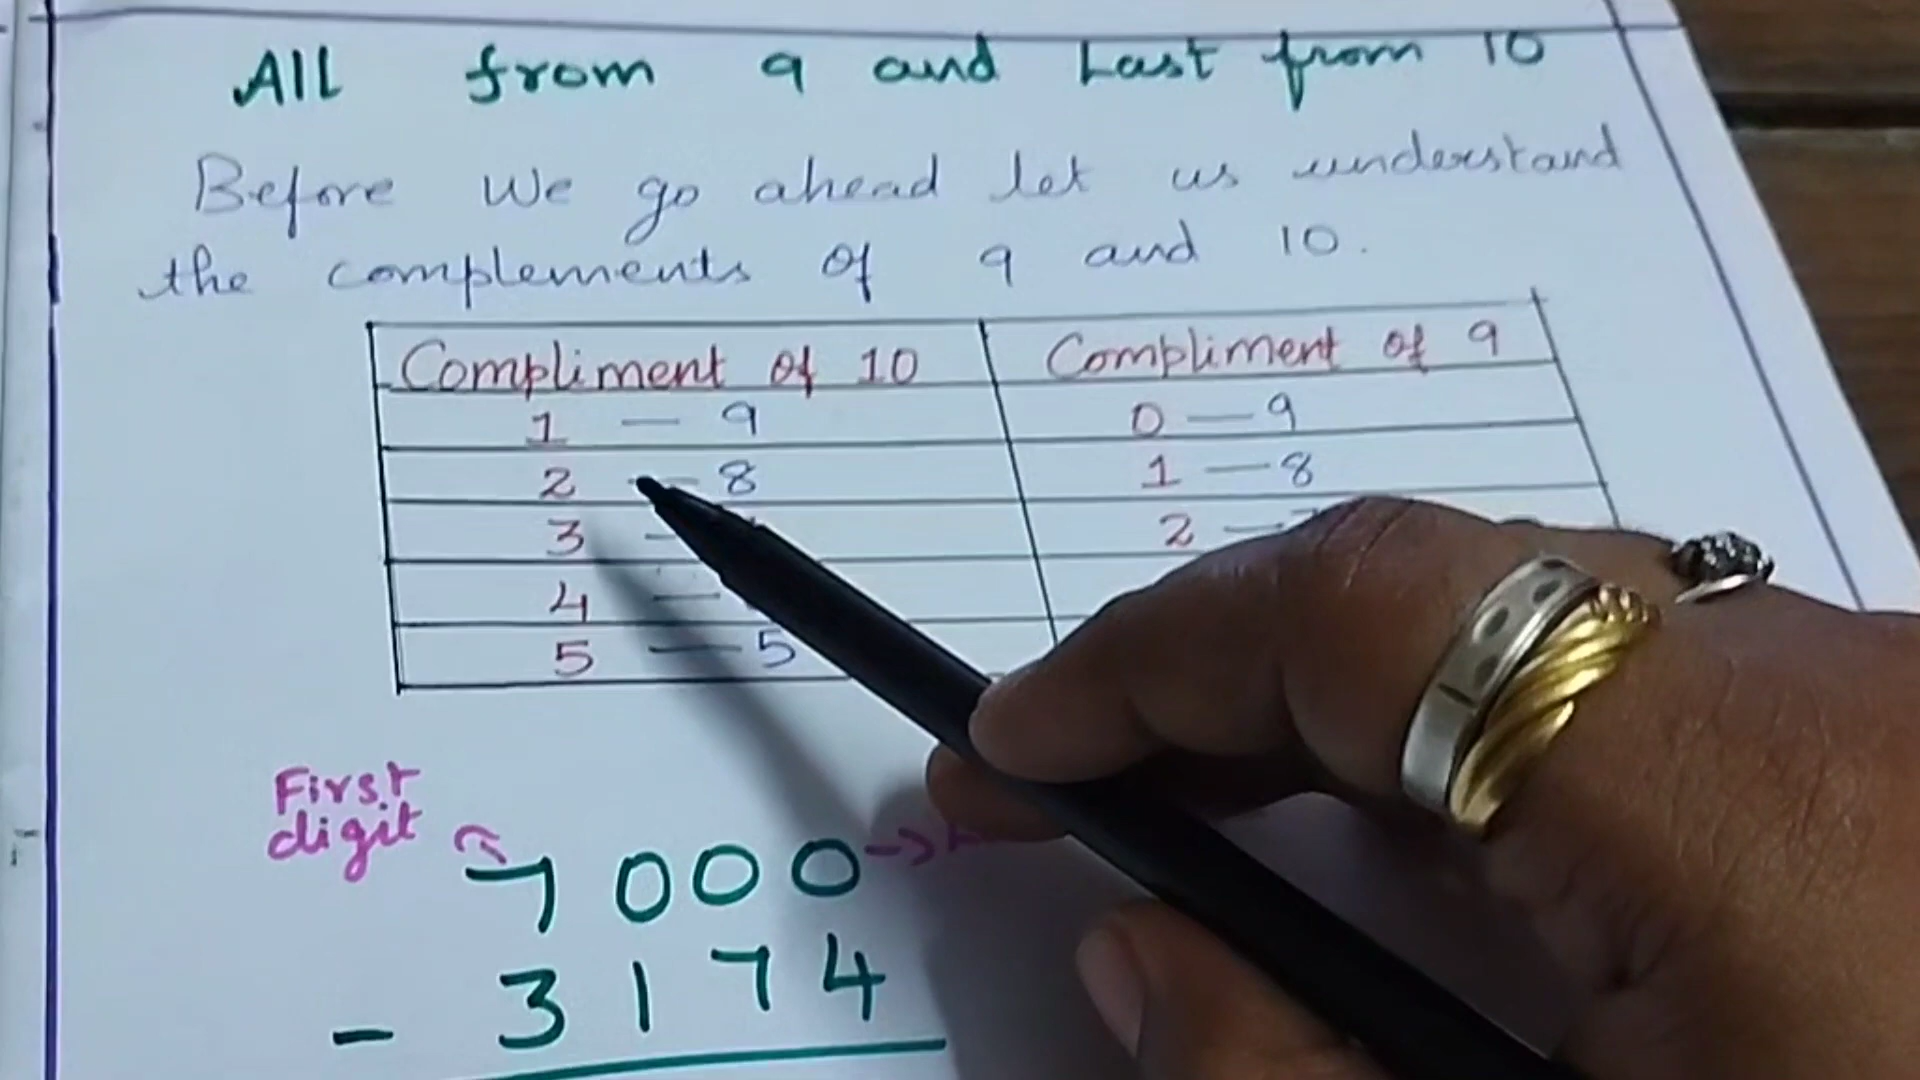 All from 9 and Last from 10
Before We go ahead let us understand
the complements of 9 and 10.
Compliment of 10 Compliment of 9
1 — 9 0 — 9
2 — 8 1 — 8
3 — 2 —
4 —
5 — 5
First
digit
7000
- 3174